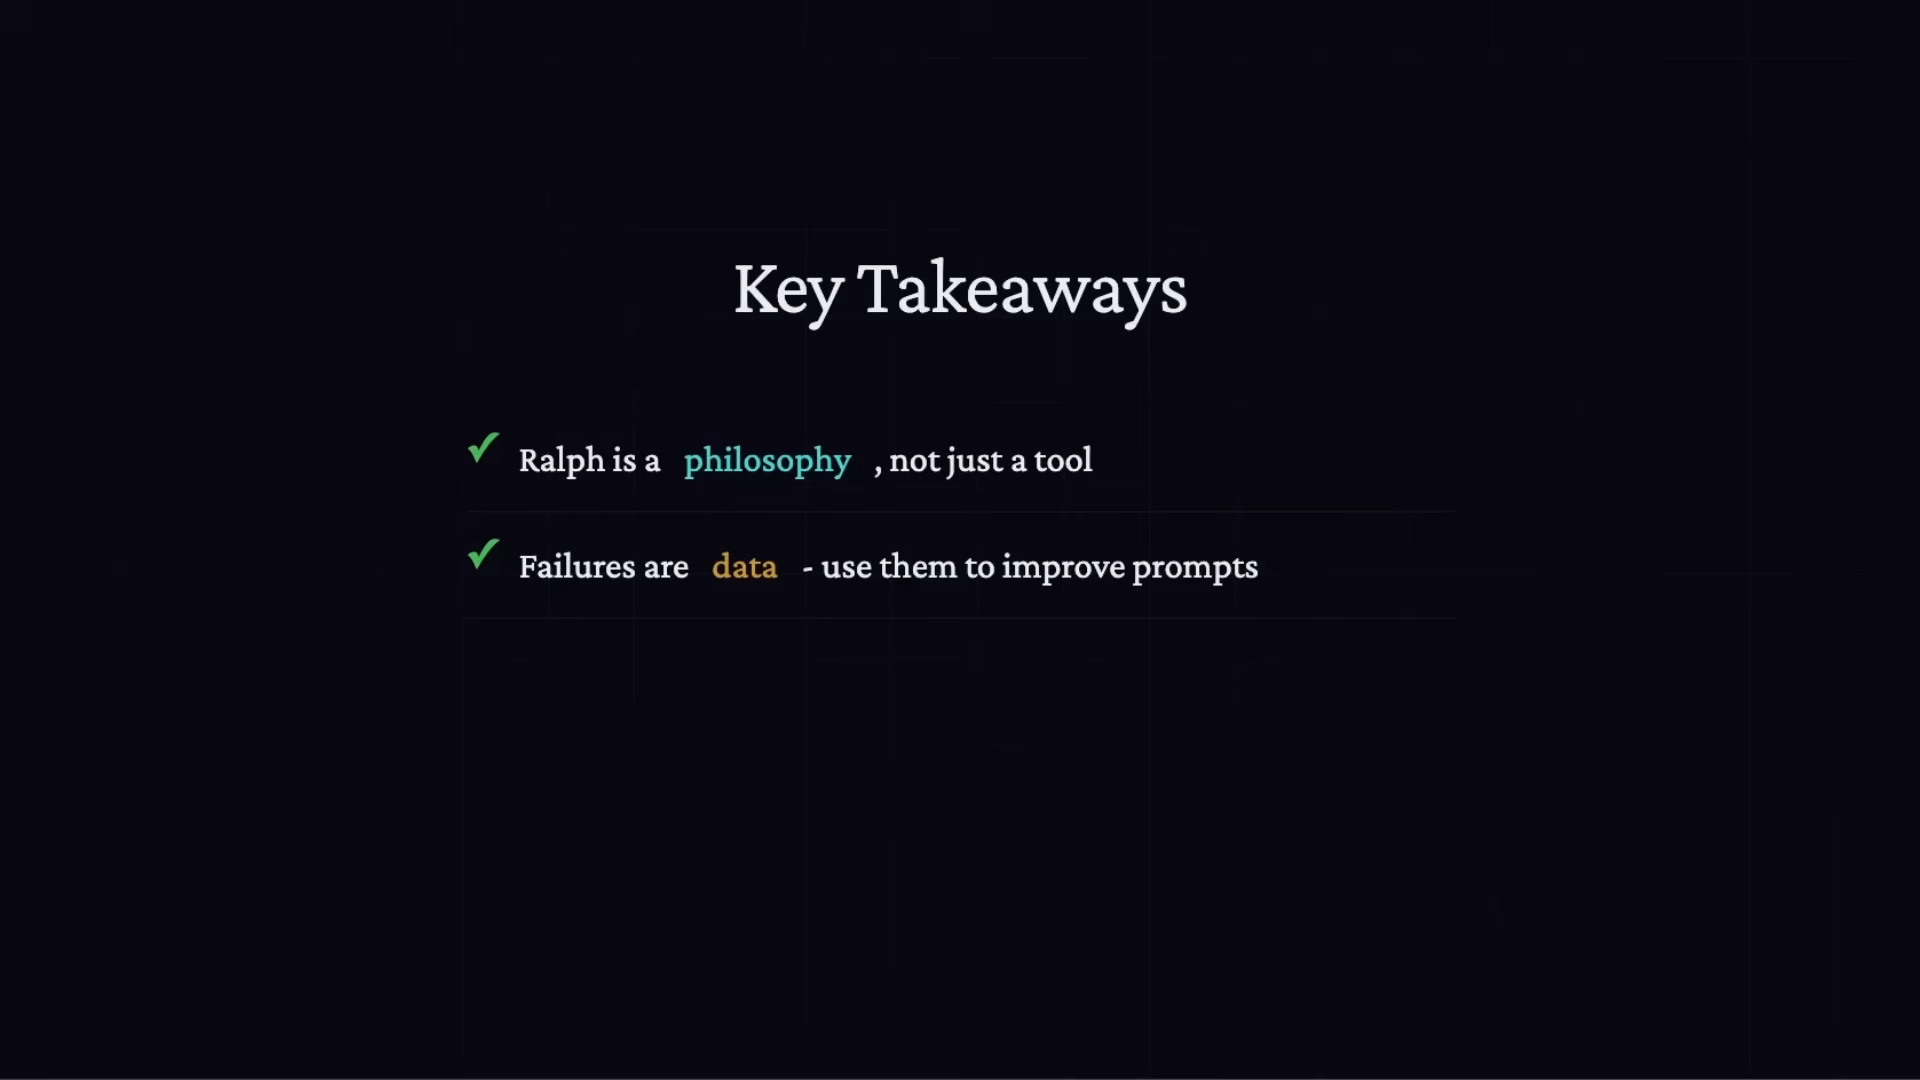 Key Takeaways
✓ Ralph is a philosophy , not just a tool
✓ Failures are data - use them to improve prompts